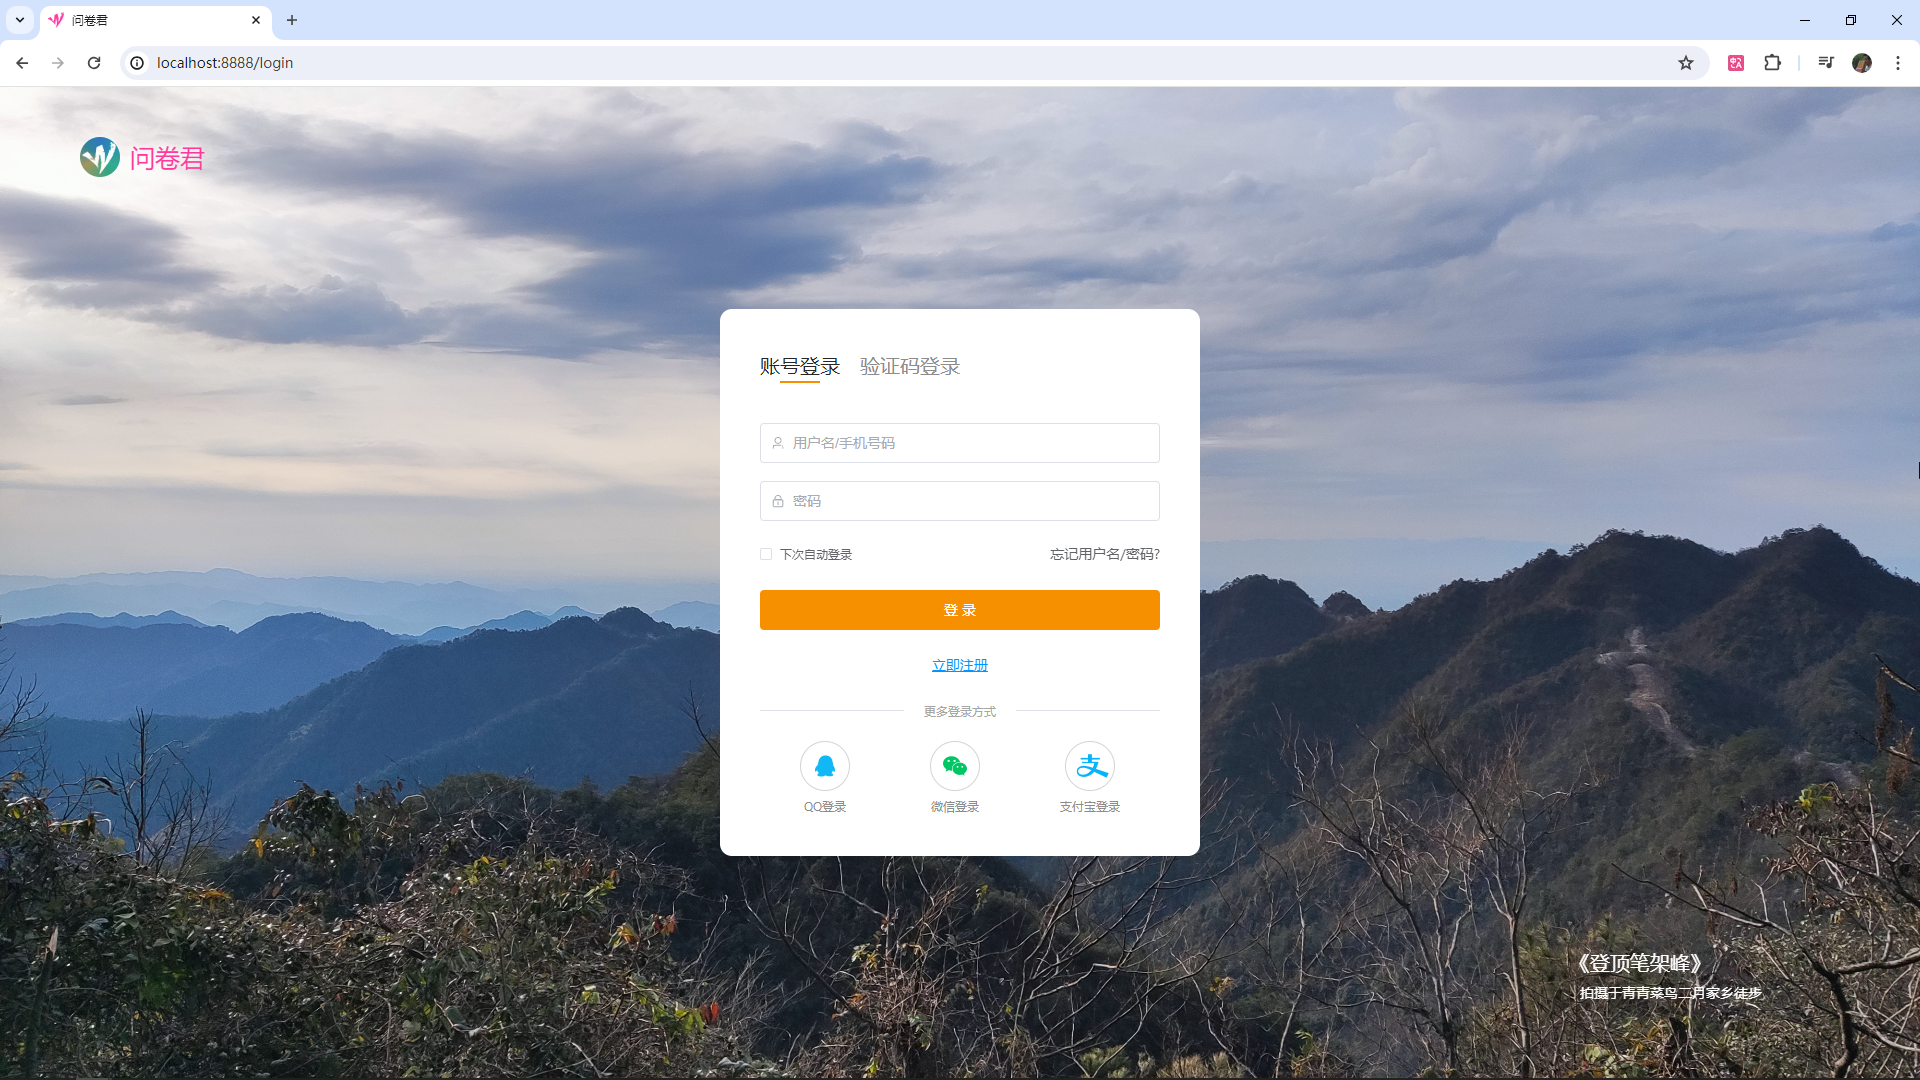 问卷君
localhost:8888/login
问卷君
账号登录 验证码登录
用户名/手机号码
密码
下次自动登录 忘记用户名/密码?
登 录
立即注册
更多登录方式
QQ登录 微信登录 支付宝登录
《登顶笔架峰》
拍摄于青青菜鸟二月家乡徒步